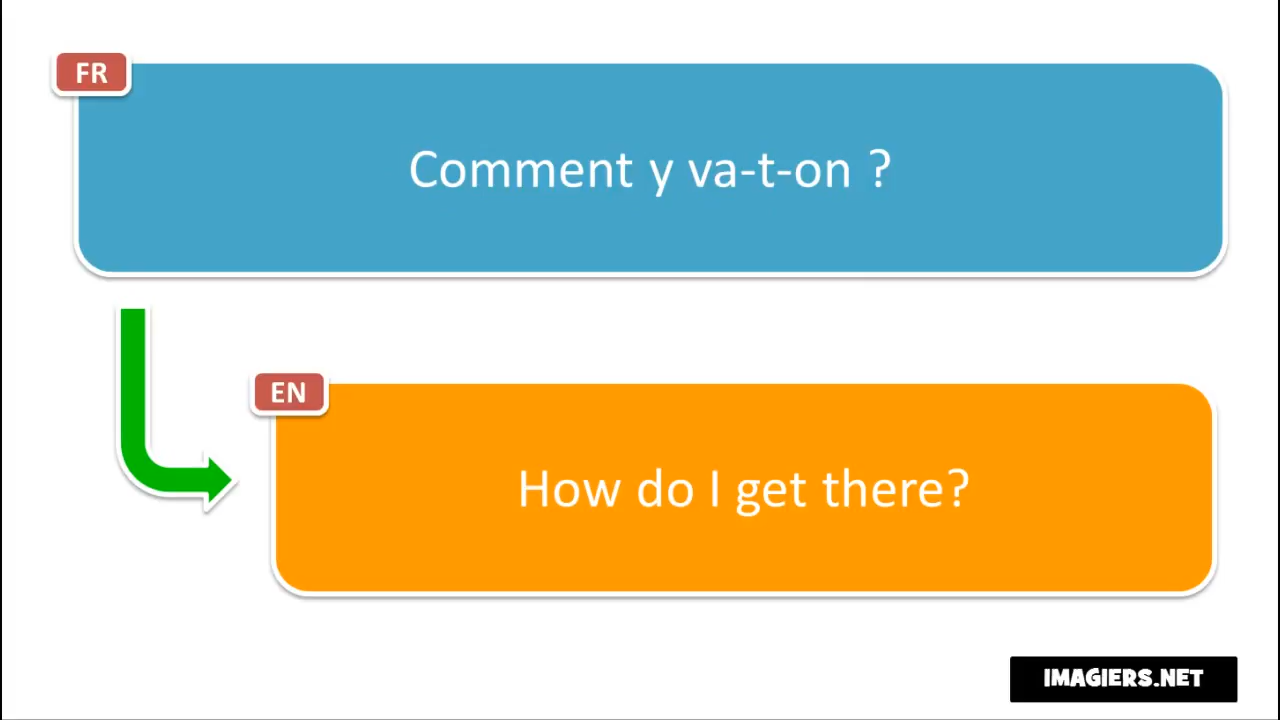 FR
Comment y va-t-on ?
EN
How do I get there?
IMAGIERS.NET